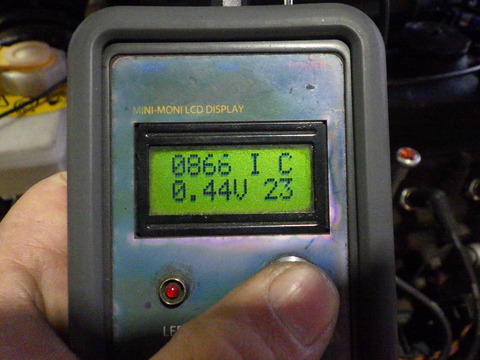 MINI-MONI LCD DISPLAY
0866 I C
0.44V 23